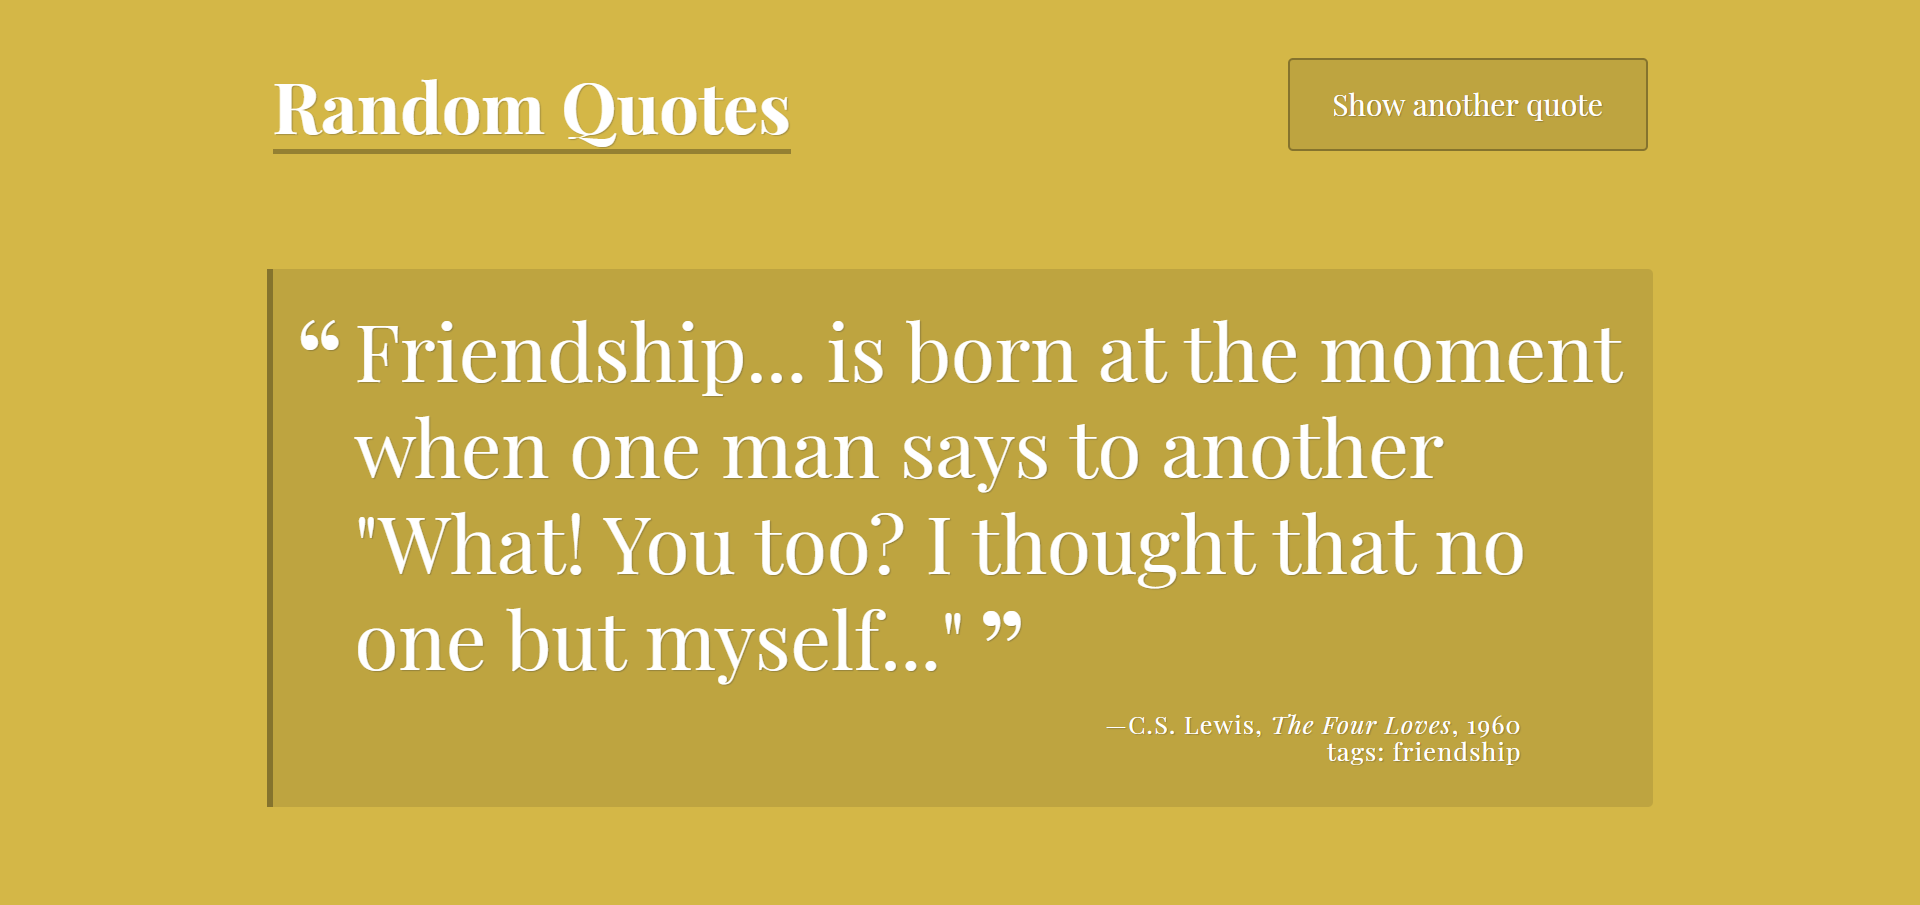 Random Quotes
Show another quote
“Friendship... is born at the moment
when one man says to another
"What! You too? I thought that no
one but myself..." ”
—C.S. Lewis, The Four Loves, 1960
tags: friendship